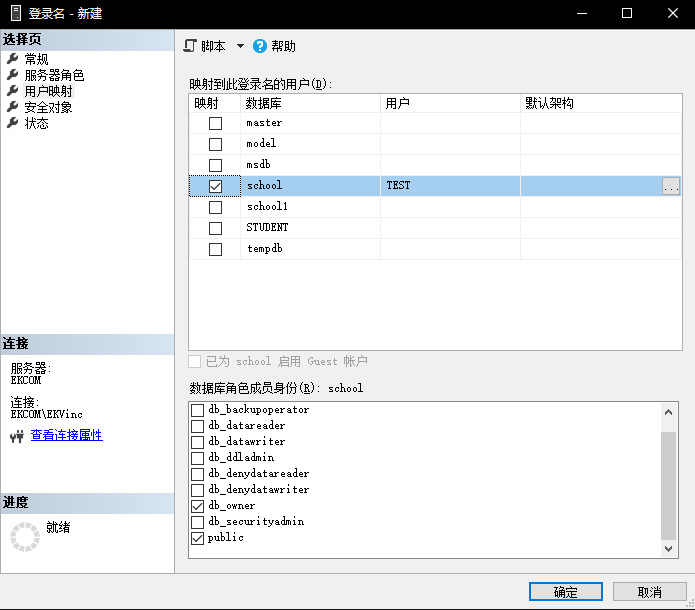 登录名 - 新建
选择页
常规
服务器角色
用户映射
安全对象
状态
连接
服务器:
EKCOM
连接:
EKCOM\EKVinc
查看连接属性
进度
就绪
脚本 帮助
映射到此登录名的用户(D):
映射 数据库 用户 默认架构
master
model
msdb
school TEST ...
school1
STUDENT
tempdb
已为 school 启用 Guest 帐户
数据库角色成员身份(R): school
db_backupoperator
db_datareader
db_datawriter
db_ddladmin
db_denydatareader
db_denydatawriter
db_owner
db_securityadmin
public
确定 取消